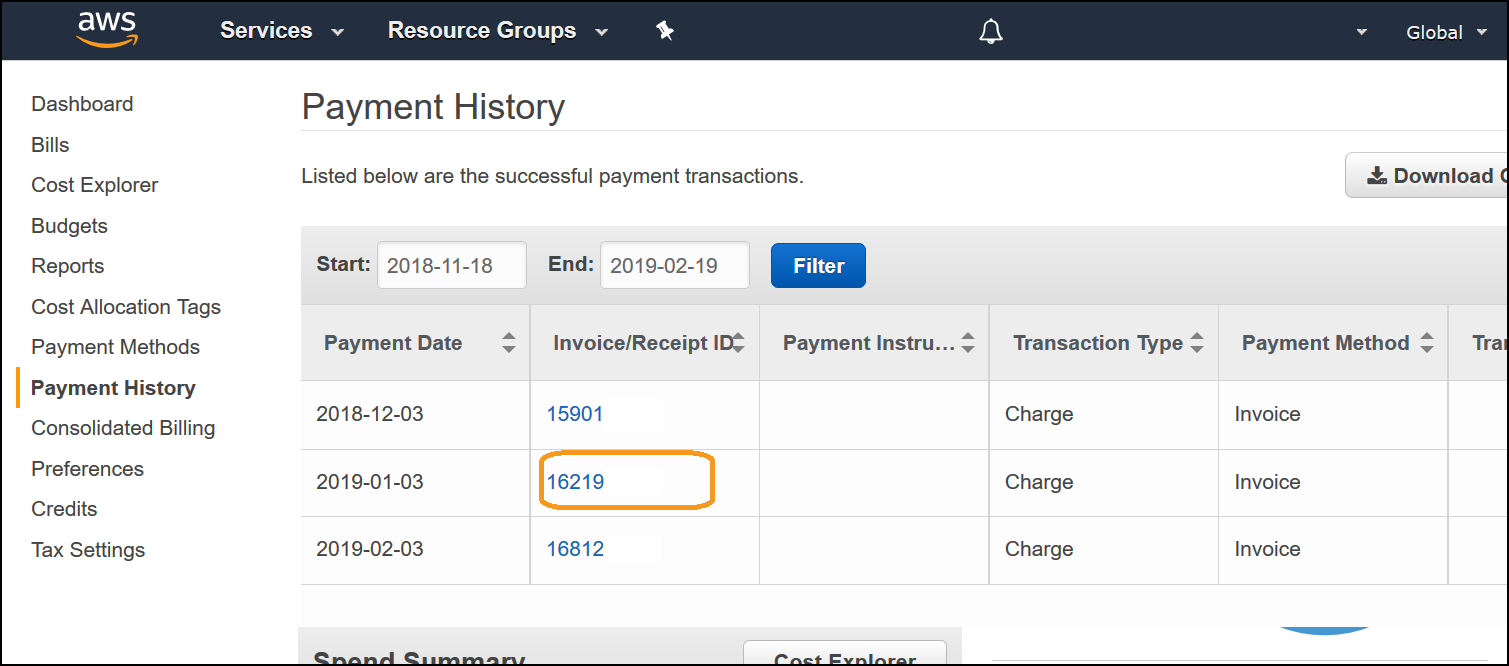 aws Services Resource Groups Global
Dashboard
Bills
Cost Explorer
Budgets
Reports
Cost Allocation Tags
Payment Methods
Payment History
Consolidated Billing
Preferences
Credits
Tax Settings
Payment History
Listed below are the successful payment transactions.
Download
Start: 2018-11-18 End: 2019-02-19 Filter
Payment Date Invoice/Receipt ID Payment Instru... Transaction Type Payment Method
2018-12-03 15901 Charge Invoice
2019-01-03 16219 Charge Invoice
2019-02-03 16812 Charge Invoice
Spend Summary Cost Explorer